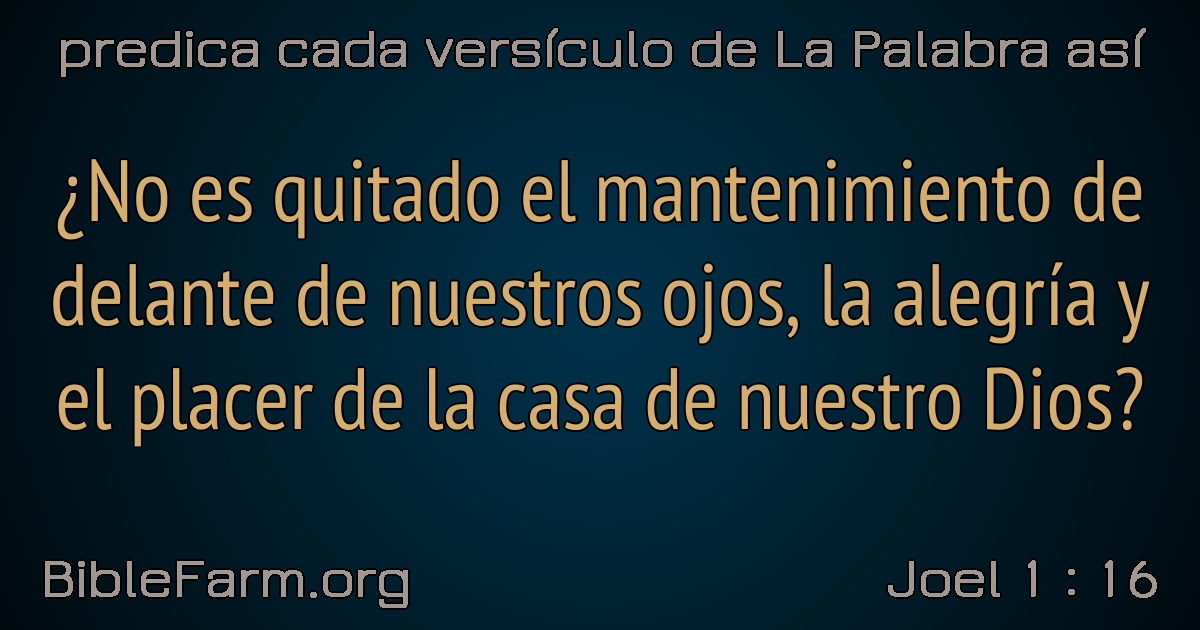 predica cada versículo de La Palabra así
¿No es quitado el mantenimiento de
delante de nuestros ojos, la alegría y
el placer de la casa de nuestro Dios?
BibleFarm.org
Joel 1 : 16